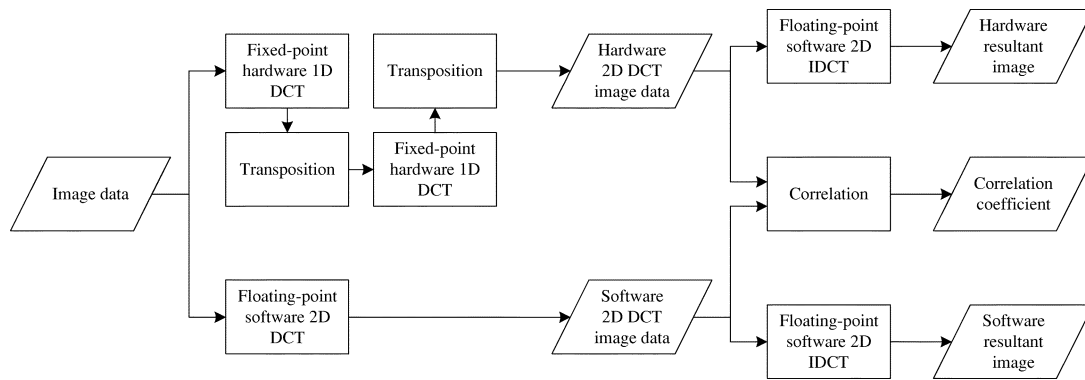 Image data
Fixed-point
hardware 1D
DCT
Transposition
Fixed-point
hardware 1D
DCT
Transposition
Hardware
2D DCT
image data
Floating-point
software 2D
IDCT
Hardware
resultant
image
Correlation
Correlation
coefficient
Floating-point
software 2D
DCT
Software
2D DCT
image data
Floating-point
software 2D
IDCT
Software
resultant
image